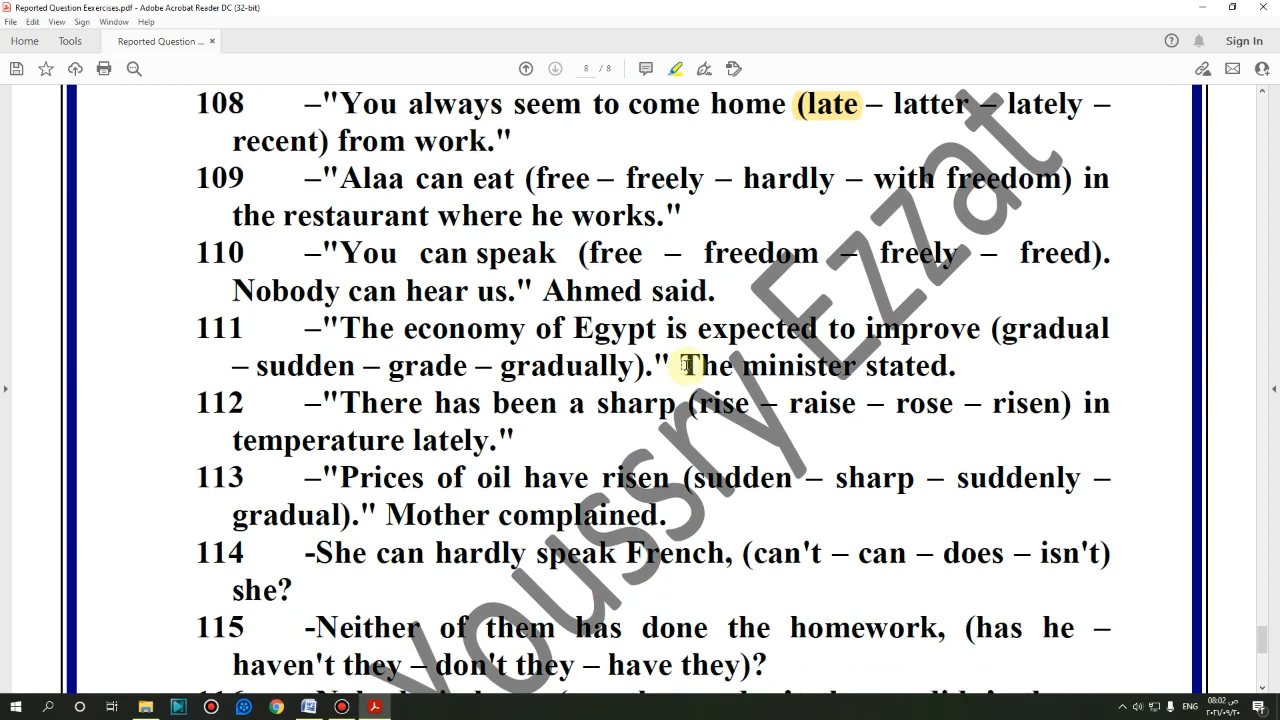 Reported Question Exercises.pdf - Adobe Acrobat Reader DC (32-bit)
File Edit View Sign Window Help
Home Tools Reported Question ... × Sign In
8 / 8
108 –"You always seem to come home (late – latter – lately –
recent) from work."
109 –"Alaa can eat (free – freely – hardly – with freedom) in
the restaurant where he works."
110 –"You can speak (free – freedom – freely – freed).
Nobody can hear us." Ahmed said.
111 –"The economy of Egypt is expected to improve (gradual
– sudden – grade – gradually)." The minister stated.
112 –"There has been a sharp (rise – raise – rose – risen) in
temperature lately."
113 –"Prices of oil have risen (sudden – sharp – suddenly –
gradual)." Mother complained.
114 -She can hardly speak French, (can't – can – does – isn't)
she?
115 -Neither of them has done the homework, (has he –
haven't they – don't they – have they)?
Youssry Ezzat
ENG
08:02 ص
٢٠٢١/٠٩/٢٠